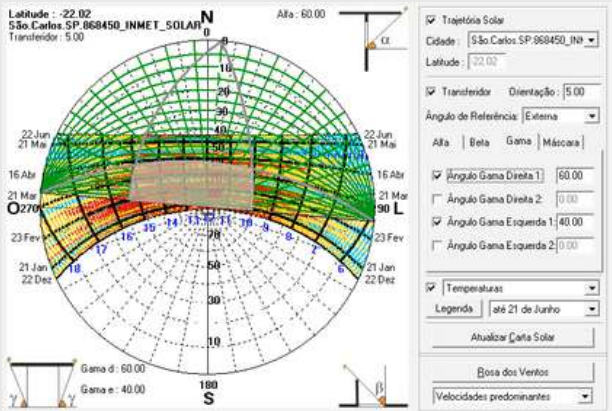 Latitude : -22.02
São.Carlos.SP.868450_INMET_SOLAR
Transferidor : 5.00
N
0
Alfa : 60.00
α
10
30
40
50
22 Jun
21 Mai
16 Abr
21 Mar
O 270
23 Fev
21 Jan
22 Dez
22 Jun
21 Mai
16 Abr
21 Mar
90 L
23 Fev
21 Jan
22 Dez
18
17
16
15
14
13
12
11
10
9
8
7
6
70
50
30
10
180
S
Gama d : 60.00
Gama e : 40.00
γ
γ
β
Trajetória Solar
Cidade : São.Carlos.SP.868450_INM
Latitude : -22.02
Transferidor Orientação : 5.00
Ângulo de Referência: Externa
Alfa Beta Gama Máscara
Ângulo Gama Direita 1: 60.00
Ângulo Gama Direita 2: 0.00
Ângulo Gama Esquerda 1: 40.00
Ângulo Gama Esquerda 2: 0.00
Temperaturas
Legenda até 21 de Junho
Atualizar Carta Solar
Rosa dos Ventos
Velocidades predominantes